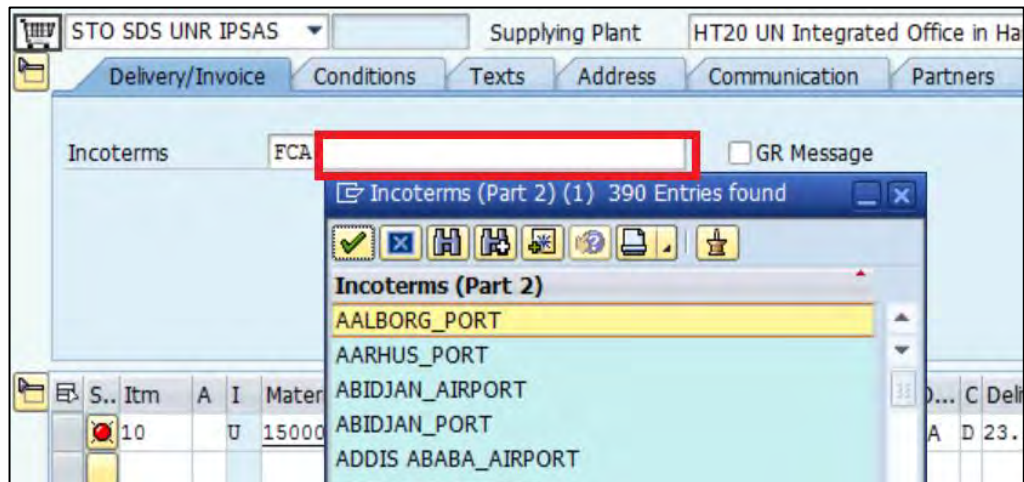 STO SDS UNR IPSAS Supplying Plant HT20 UN Integrated Office in Ha
Delivery/Invoice Conditions Texts Address Communication Partners
Incoterms FCA GR Message
Incoterms (Part 2) (1) 390 Entries found
Incoterms (Part 2)
AALBORG_PORT
AARHUS_PORT
ABIDJAN_AIRPORT
S.. Itm A I Mater D... C Deli
ABIDJAN_PORT
10 U 15000 A D 23.
ADDIS ABABA_AIRPORT